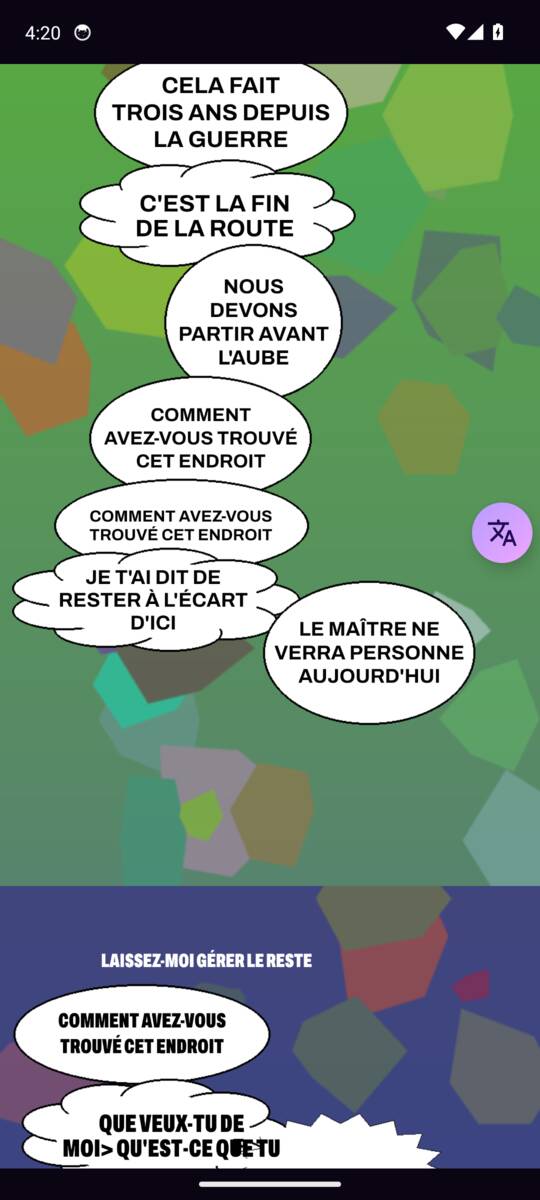 4:20
CELA FAIT
TROIS ANS DEPUIS
LA GUERRE
C'EST LA FIN
DE LA ROUTE
NOUS
DEVONS
PARTIR AVANT
L'AUBE
COMMENT
AVEZ-VOUS TROUVÉ
CET ENDROIT
COMMENT AVEZ-VOUS
TROUVÉ CET ENDROIT
JE T'AI DIT DE
RESTER À L'ÉCART
D'ICI
LE MAÎTRE NE
VERRA PERSONNE
AUJOURD'HUI
LAISSEZ-MOI GÉRER LE RESTE
COMMENT AVEZ-VOUS
TROUVÉ CET ENDROIT
QUE VEUX-TU DE
MOI> QU'EST-CE QUE TU